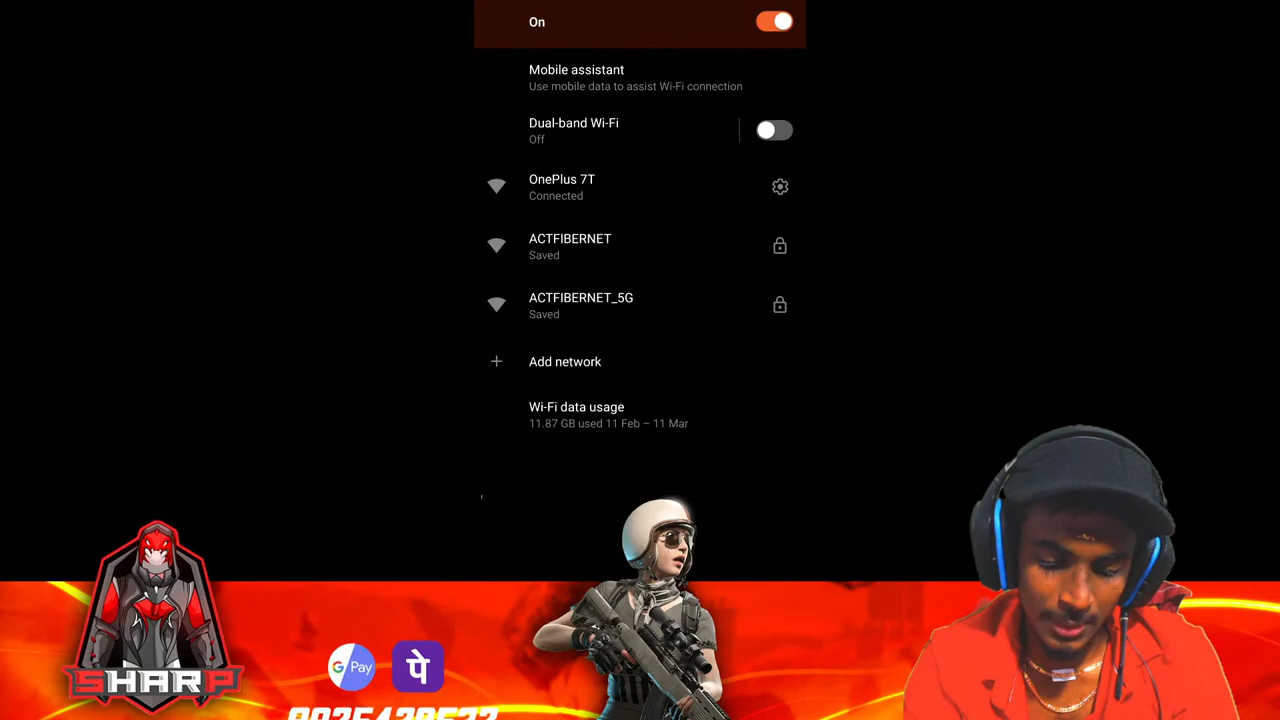 On
Mobile assistant
Use mobile data to assist Wi-Fi connection
Dual-band Wi-Fi
Off
OnePlus 7T
Connected
ACTFIBERNET
Saved
ACTFIBERNET_5G
Saved
Add network
Wi-Fi data usage
11.87 GB used 11 Feb – 11 Mar
SHARP
G Pay
पे